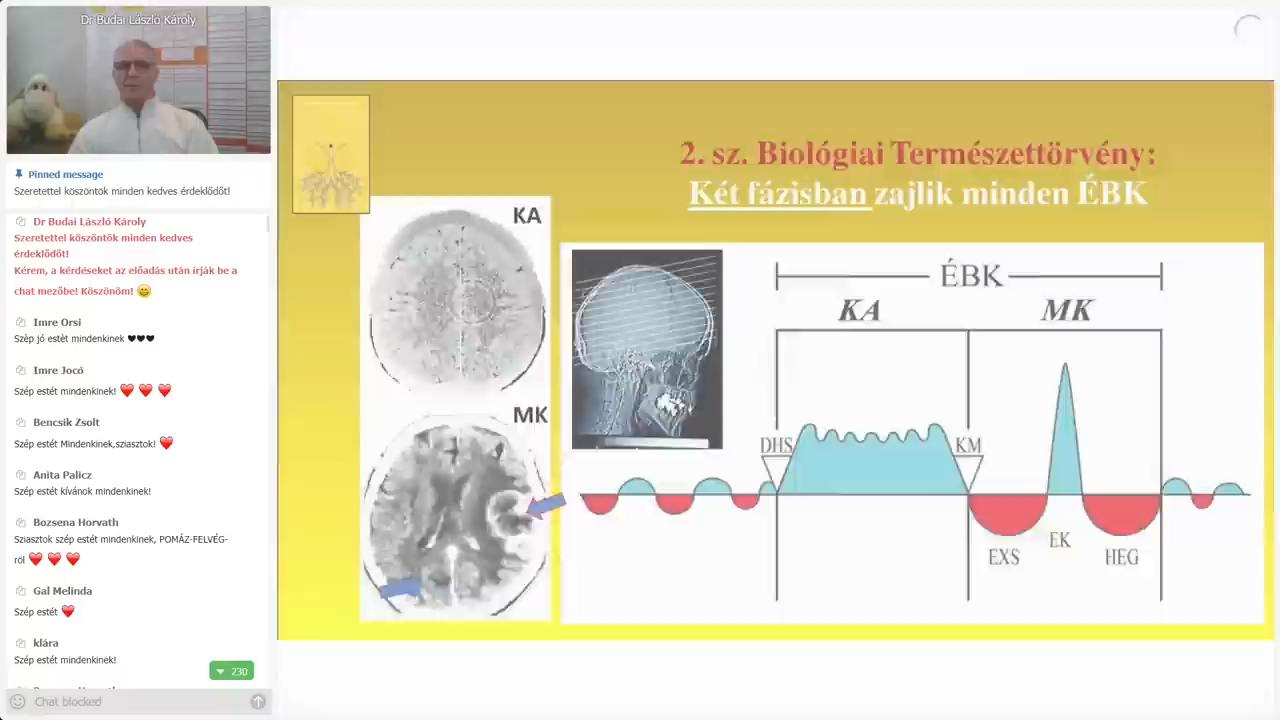 Dr Budai László Károly
Pinned message
Szeretettel köszöntök minden kedves érdeklődőt!
Dr Budai László Károly
Szeretettel köszöntök minden kedves
érdeklődőt!
Kérem, a kérdéseket az előadás után írják be a
chat mezőbe! Köszönöm! 😄
Imre Orsi
Szèp jó estèt mindenkinek ♥♥♥
Imre Jocó
Szép estét mindenkinek! ❤ ❤ ❤
Bencsik Zsolt
Szép estét Mindenkinek,sziasztok! ❤
Anita Palicz
Szép estét kívánok mindenkinek!
Bozsena Horvath
Sziasztok szép estét mindenkinek, POMÁZ-FELVÉG-
ről ❤ ❤ ❤
Gal Melinda
Szép estét ❤
klára
Szép estét mindenkinek!
230
Chat blocked
2. sz. Biológiai Természettörvény:
Két fázisban zajlik minden ÉBK
KA
MK
ÉBK
KA
MK
DHS
KM
EXS
EK
HEG